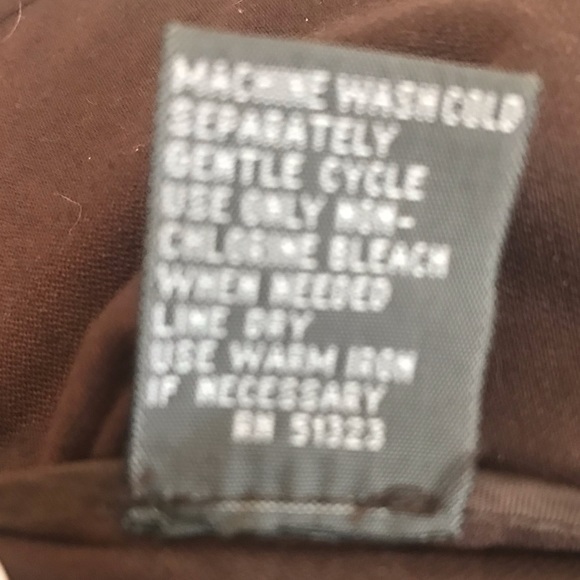 MACHINE WASH COLD
SEPARATELY
GENTLE CYCLE
USE ONLY NON-
CHLORINE BLEACH
WHEN NEEDED
LINE DRY
USE WARM IRON
IF NECESSARY
RN 51323